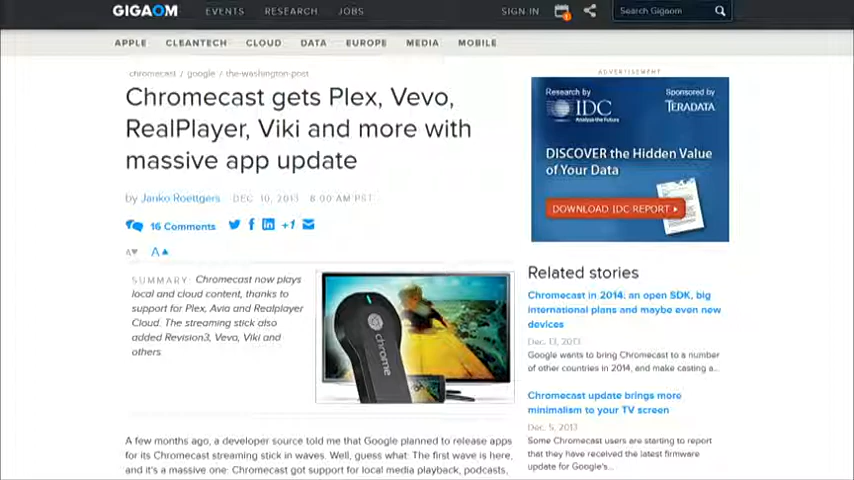 GIGAOM EVENTS RESEARCH JOBS SIGN IN Search Gigaom
APPLE CLEANTECH CLOUD DATA EUROPE MEDIA MOBILE
chromecast / google / the-washington-post
Chromecast gets Plex, Vevo,
RealPlayer, Viki and more with
massive app update
by Janko Roettgers DEC 10, 2013 8:00 AM PST
16 Comments +1
A▼ A▲
SUMMARY: Chromecast now plays
local and cloud content, thanks to
support for Plex, Avia and Realplayer
Cloud. The streaming stick also
added Revision3, Vevo, Viki and
others
chrome
A few months ago, a developer source told me that Google planned to release apps
for its Chromecast streaming stick in waves. Well, guess what: The first wave is here,
and it's a massive one: Chromecast got support for local media playback, podcasts,
ADVERTISEMENT
Research by
IDC
Analyze the Future
Sponsored by
TERADATA
DISCOVER the Hidden Value
of Your Data
DOWNLOAD IDC REPORT
Related stories
Chromecast in 2014: an open SDK, big
international plans and maybe even new
devices
Dec. 13, 2013
Google wants to bring Chromecast to a number
of other countries in 2014, and make casting a...
Chromecast update brings more
minimalism to your TV screen
Dec. 5, 2013
Some Chromecast users are starting to report
that they have received the latest firmware
update for Google's...